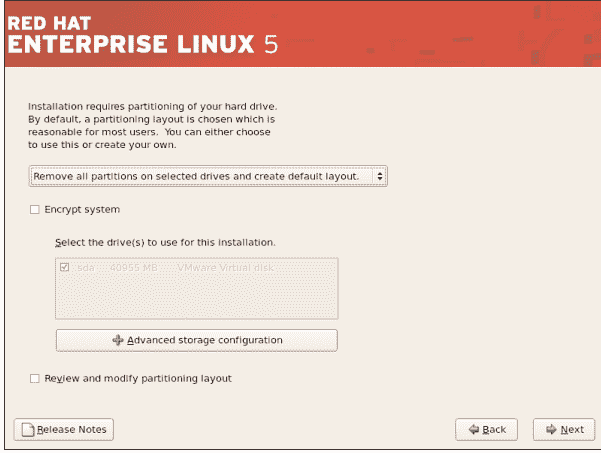 RED HAT
ENTERPRISE LINUX 5
Installation requires partitioning of your hard drive.
By default, a partitioning layout is chosen which is
reasonable for most users. You can either choose
to use this or create your own.
Remove all partitions on selected drives and create default layout.
Encrypt system
Select the drive(s) to use for this installation.
sda 40955 MB VMware Virtual disk
Advanced storage configuration
Review and modify partitioning layout
Release Notes
Back
Next